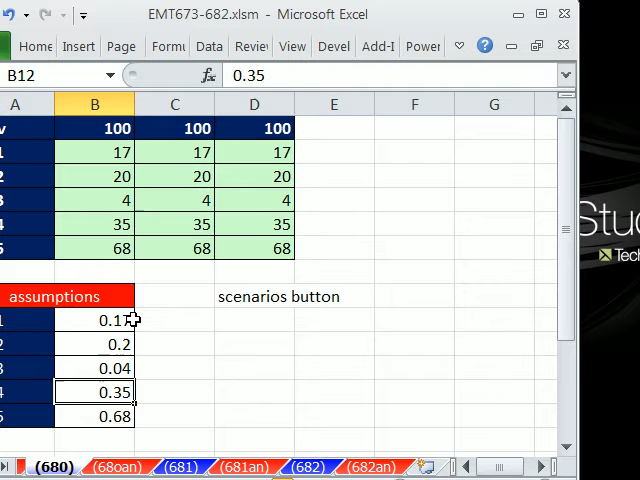 EMT673-682.xlsm - Microsoft Excel
Home Insert Page Formu Data Review View Devel Add-I Power
B12 fx 0.35
A B C D E F G
v 100 100 100
1 17 17 17
2 20 20 20
3 4 4 4
4 35 35 35
5 68 68 68
assumptions scenarios button
1 0.17
2 0.2
3 0.04
4 0.35
5 0.68
(680) (680an) (681) (681an) (682) (682an)
Stud
Tech